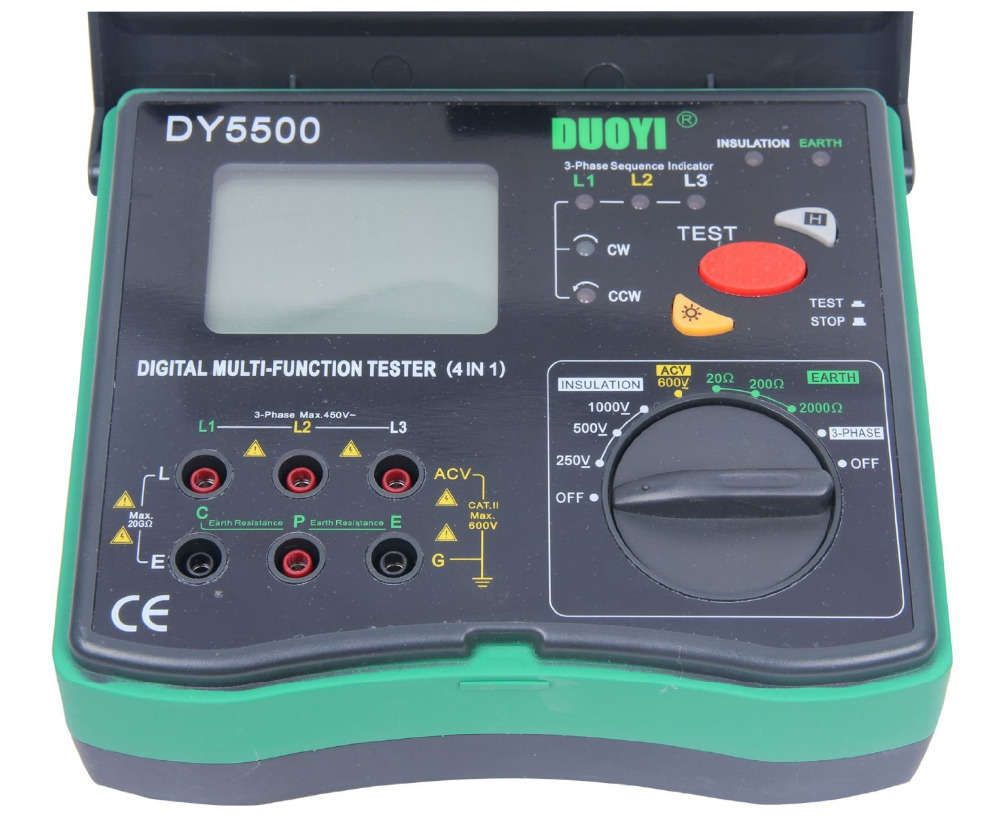 DY5500
DUOYI ®
INSULATION EARTH
3-Phase Sequence Indicator
L1 L2 L3
H
TEST
CW
CCW
TEST
STOP
DIGITAL MULTI-FUNCTION TESTER (4 IN 1)
INSULATION
ACV
600V
20Ω 200Ω 2000Ω
EARTH
1000V
500V
250V
OFF
3-PHASE
OFF
3-Phase Max.450V~
L1 L2 L3
L
ACV
Max.
20GΩ
CAT.II
Max.
600V
C Earth Resistance P Earth Resistance E
E
G
CE